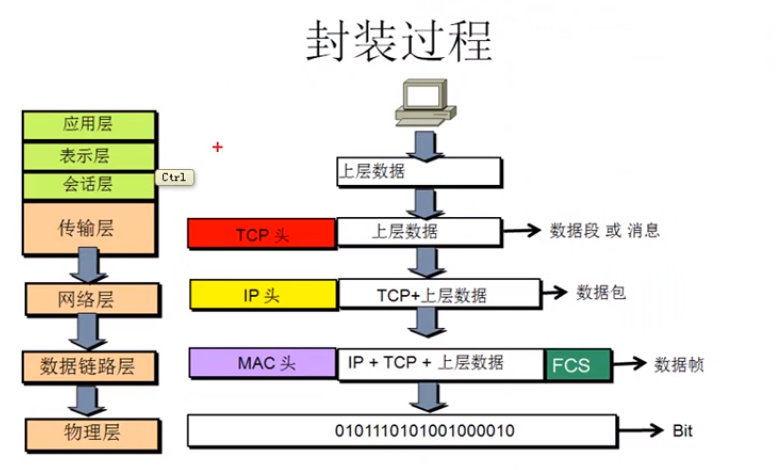 封装过程
应用层
表示层
会话层
Ctrl
传输层
网络层
数据链路层
物理层
上层数据
TCP 头
上层数据
数据段 或 消息
IP 头
TCP+上层数据
数据包
MAC 头
IP + TCP + 上层数据
FCS
数据帧
0101110101001000010
Bit